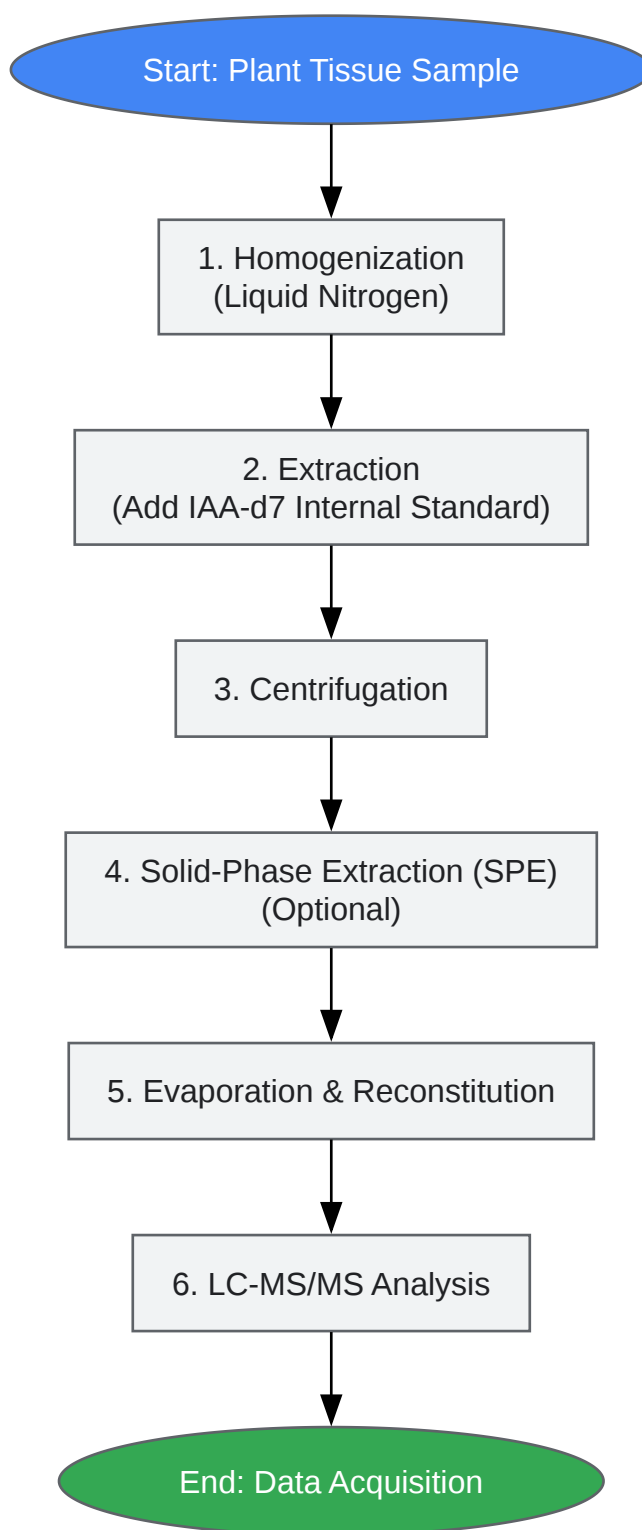 Start: Plant Tissue Sample
1. Homogenization
(Liquid Nitrogen)
2. Extraction
(Add IAA-d7 Internal Standard)
3. Centrifugation
4. Solid-Phase Extraction (SPE)
(Optional)
5. Evaporation & Reconstitution
6. LC-MS/MS Analysis
End: Data Acquisition